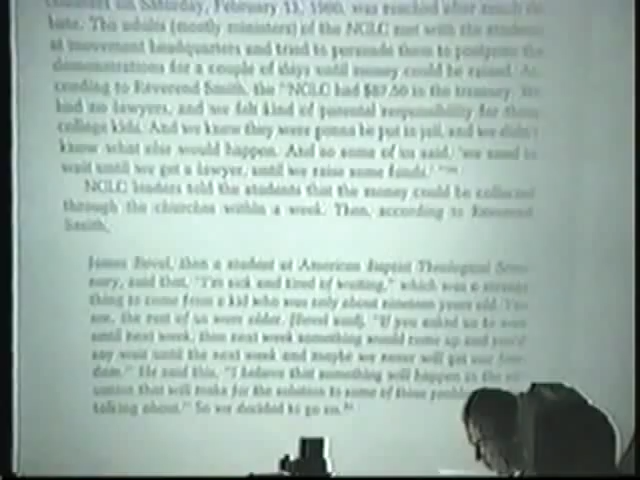 on Saturday, February 13, 1960, was reached after much de-
bate. The adults (mostly ministers) of the NCLC met with the students
at movement headquarters and tried to persuade them to postpone the
demonstrations for a couple of days until money could be raised. Ac-
cording to Reverend Smith, the "NCLC had $87.50 in the treasury. We
had no lawyers, and we felt kind of parental responsibility for those
college kids. And we knew they were gonna be put in jail, and we didn't
know what else would happen. And so some of us said, 'we need to
wait until we get a lawyer, until we raise some funds.'"
NCLC leaders told the students that the money could be collected
through the churches within a week. Then, according to Reverend
Smith,
James Bevel, then a student at American Baptist Theological Semi-
nary, said that, "I'm sick and tired of waiting," which was a strange
thing to come from a kid who was only about nineteen years old. You
see, the rest of us were older. [Bevel said], "If you asked us to wait
until next week, then next week something would come up and you'd
say wait until the next week and maybe we never will get our free-
dom." He said this, "I believe that something will happen in the
situation that will make for the solution to some of these
talking about." So we decided to go on.